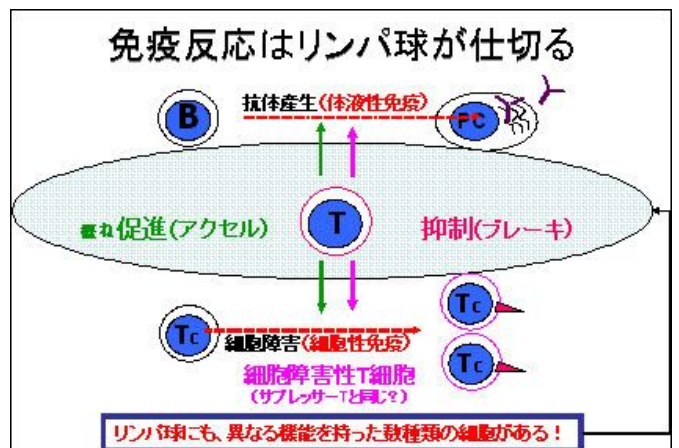 免疫反応はリンパ球が仕切る
B
抗体産生(体液性免疫)
PC
概ね促進(アクセル)
T
抑制(ブレーキ)
Tc
細胞障害(細胞性免疫)
Tc
Tc
細胞障害性T細胞
(サプレッサーTと同じ?)
リンパ球にも、異なる機能を持った数種類の細胞がある!